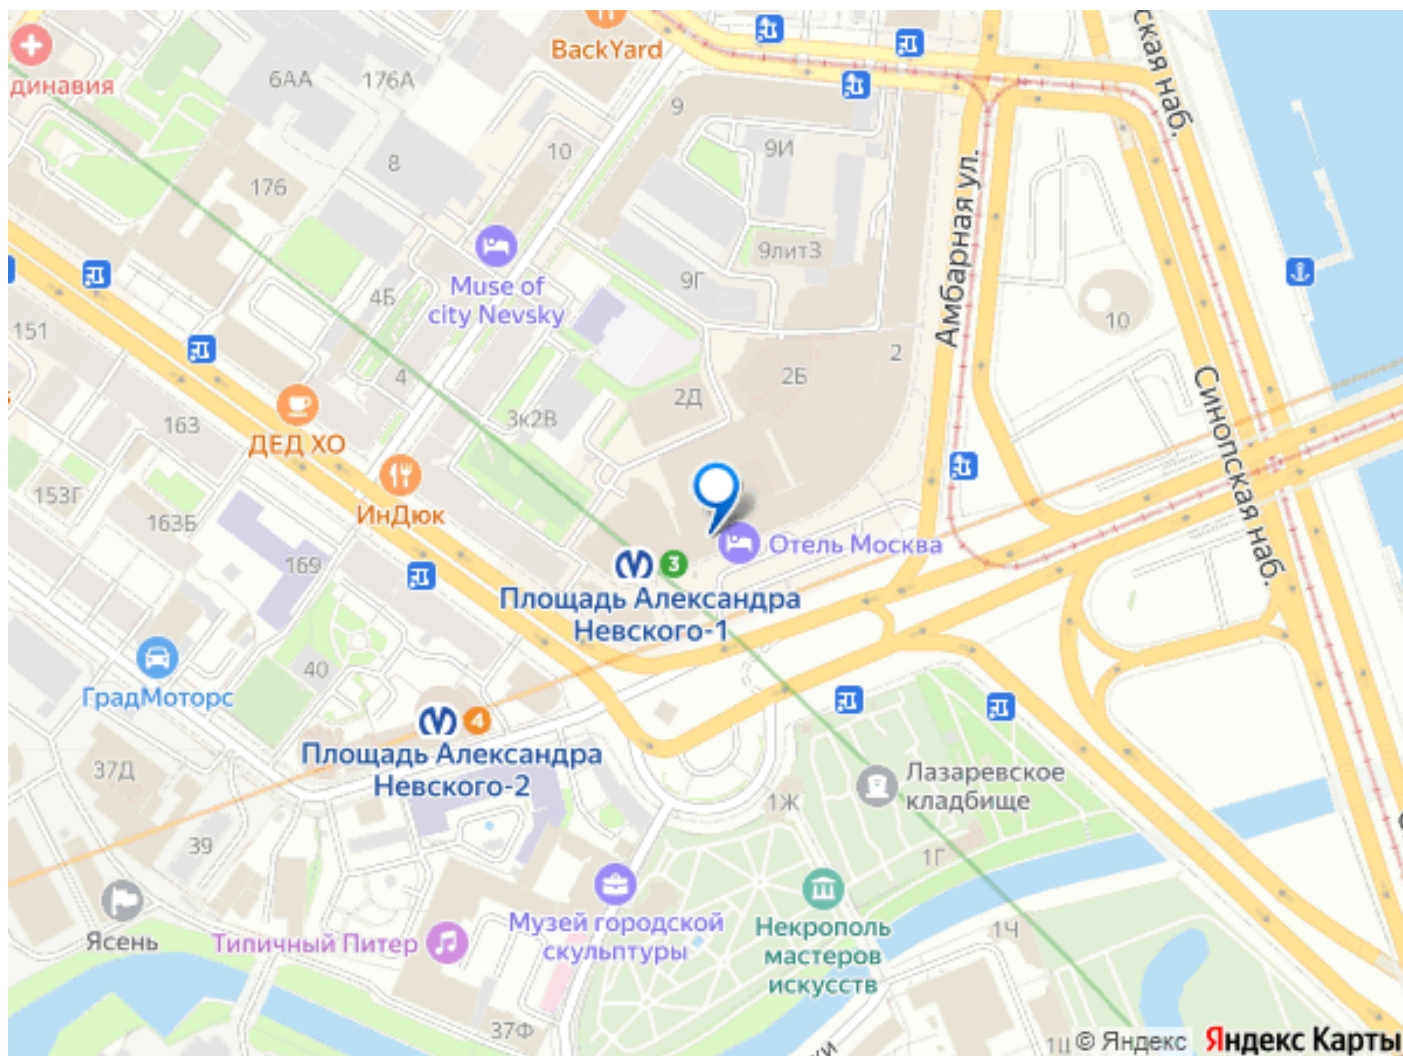 BackYard
динавия
6АА
176А
9
10
9И
8
176
ская наб.
Амбарная ул.
9лит3
Muse of
city Nevsky
4Б
9Г
10
151
2
4
2Б
2Д
3к2В
163
ДЕД ХО
Синопская наб.
153Г
ИнДюк
163Б
Отель Москва
169
3
Площадь Александра
Невского-1
40
ГрадМоторс
4
Площадь Александра
Невского-2
37Д
Лазаревское
кладбище
1Ж
39
1Г
Ясень
Типичный Питер
Музей городской
скульптуры
Некрополь
мастеров
искусств
1Ч
37Ф
1Ц
© Яндекс
Яндекс Карты